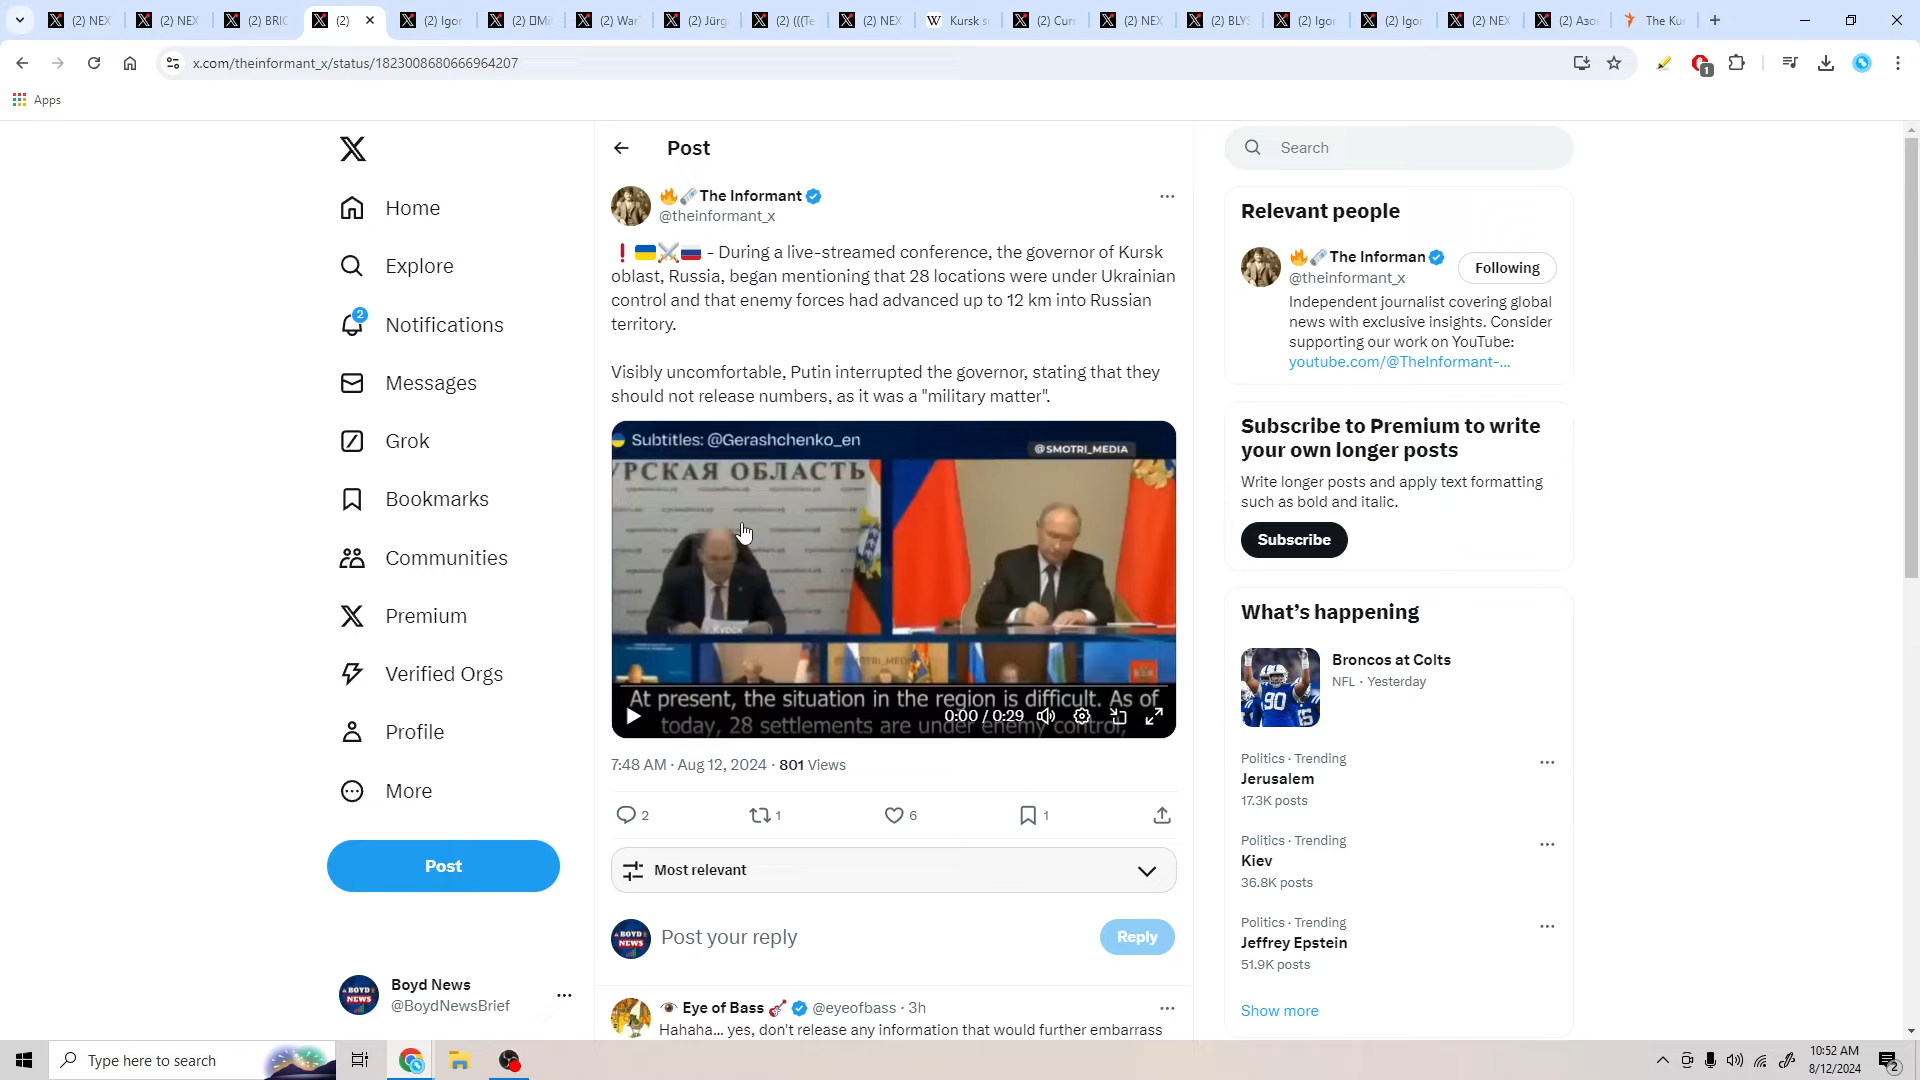 (2) NEX
(2) NEX
(2) BRIC
(2)
(2) Igor
(2) War
(2) Jürg
(2) (((Te
(2) NEX
Kursk s
(2) Curr
(2) NEX
(2) BLYS
(2) Igor
(2) Igor
(2) NEX
(2) Азо
The Kur
x.com/theinformant_x/status/1823008680666964207
1
Apps
Home
Explore
2
Notifications
Messages
Grok
Bookmarks
Communities
Premium
Verified Orgs
Profile
More
Post
Boyd News
@BoydNewsBrief
Post
🔥🗞️The Informant
@theinformant_x
❗🇺🇦⚔️🇷🇺 - During a live-streamed conference, the governor of Kursk
oblast, Russia, began mentioning that 28 locations were under Ukrainian
control and that enemy forces had advanced up to 12 km into Russian
territory.
Visibly uncomfortable, Putin interrupted the governor, stating that they
should not release numbers, as it was a "military matter".
Subtitles: @Gerashchenko_en
@SMOTRI_MEDIA
УРСКАЯ ОБЛАСТЬ
г. Курск
At present, the situation in the region is difficult. As of
today, 28 settlements are under enemy control,
0:00 / 0:29
7:48 AM · Aug 12, 2024 · 801 Views
2
1
6
1
Most relevant
BOYD NEWS
Post your reply
Reply
👁️ Eye of Bass 🎸 @eyeofbass · 3h
Hahaha... yes, don't release any information that would further embarrass
Search
Relevant people
🔥🗞️The Informan
@theinformant_x
Following
Independent journalist covering global
news with exclusive insights. Consider
supporting our work on YouTube:
youtube.com/@TheInformant-...
Subscribe to Premium to write
your own longer posts
Write longer posts and apply text formatting
such as bold and italic.
Subscribe
What's happening
Broncos at Colts
NFL · Yesterday
Politics · Trending
Jerusalem
17.3K posts
Politics · Trending
Kiev
36.8K posts
Politics · Trending
Jeffrey Epstein
51.9K posts
Show more
Type here to search
10:52 AM
8/12/2024
2